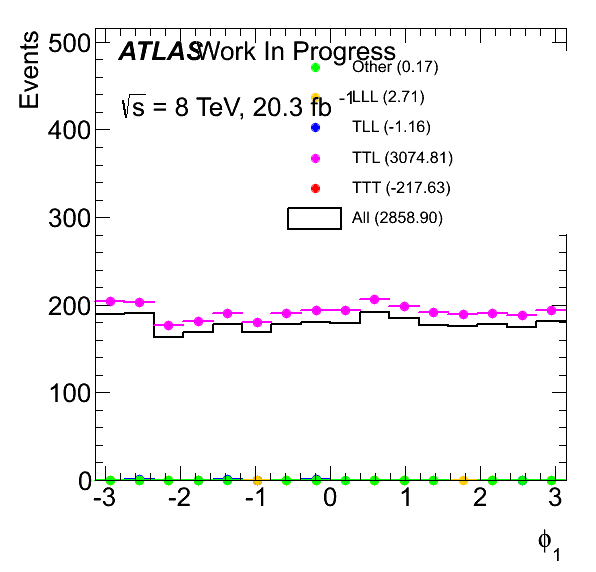 Events
500
400
300
200
100
0
ATLAS Work In Progress
√s = 8 TeV, 20.3 fb -1
Other (0.17)
LLL (2.71)
TLL (-1.16)
TTL (3074.81)
TTT (-217.63)
All (2858.90)
-3 -2 -1 0 1 2 3
ϕ1